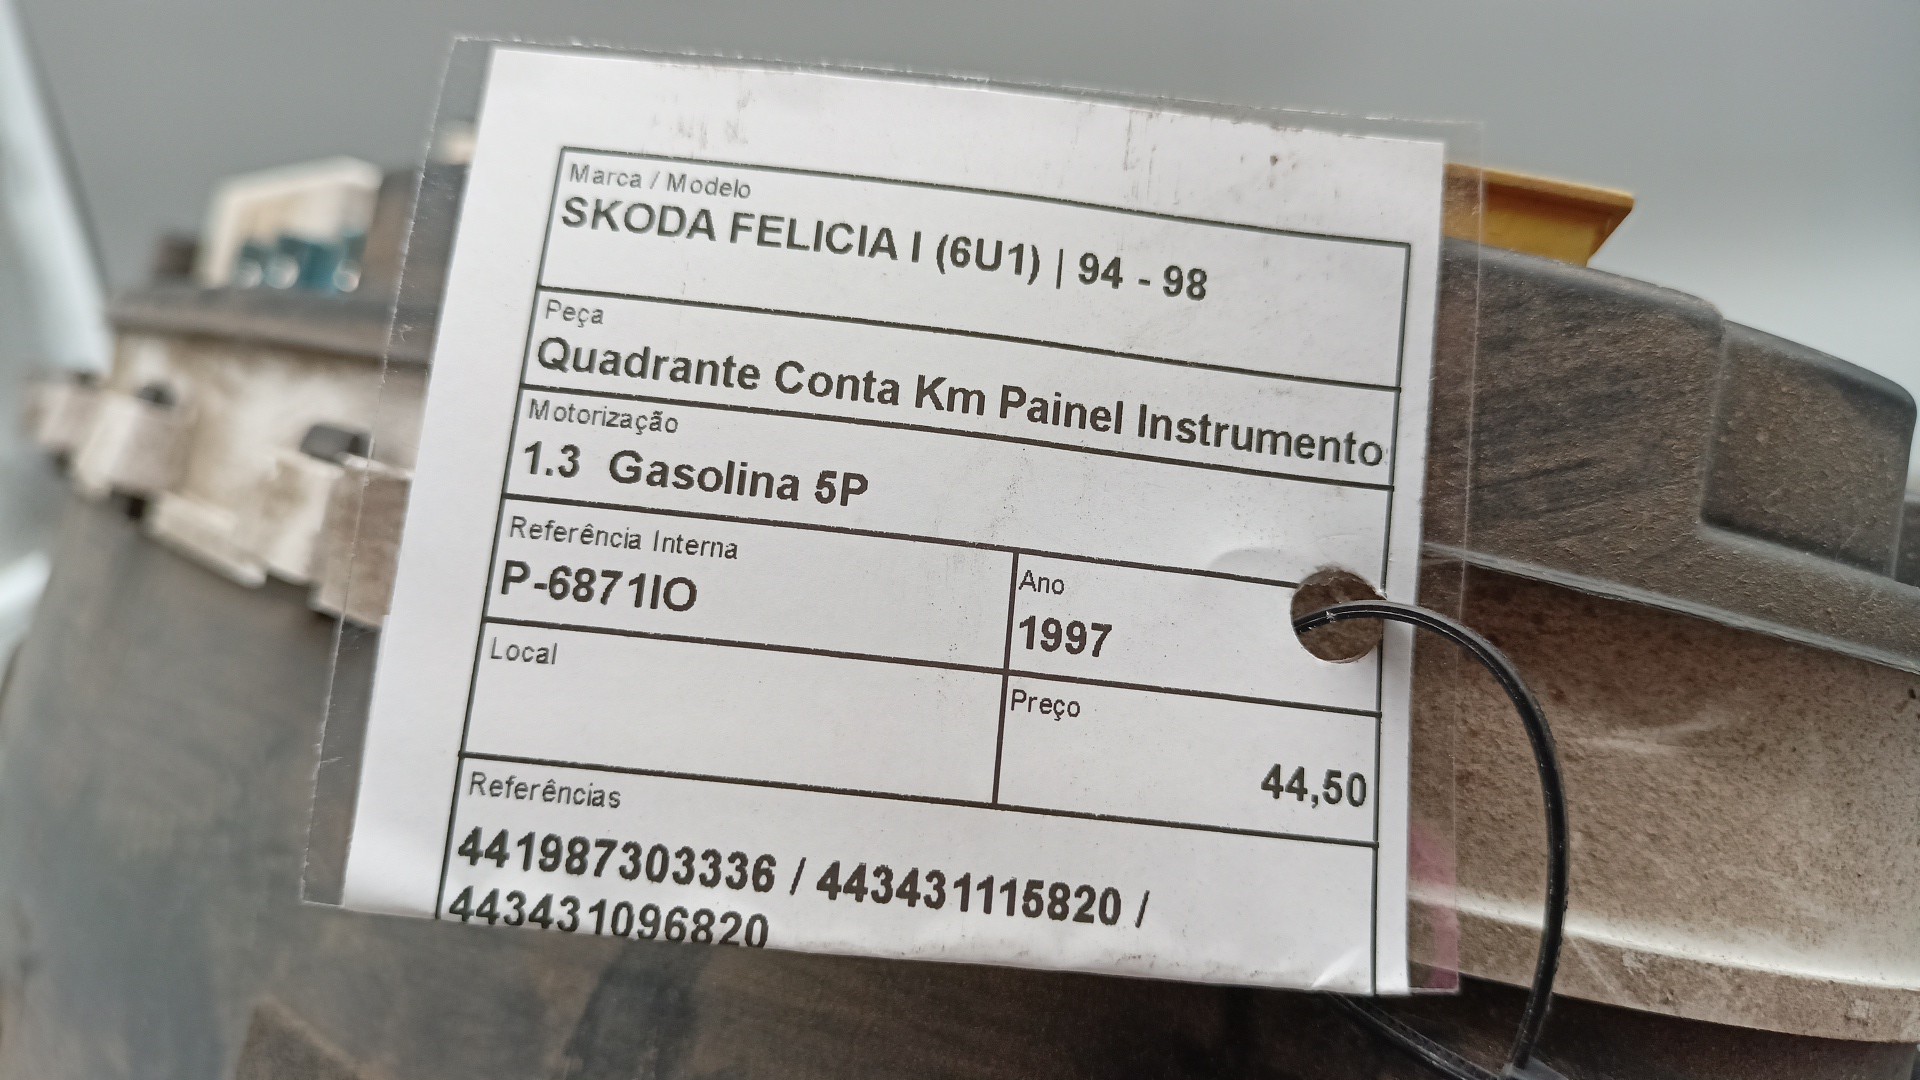 Marca / Modelo
SKODA FELICIA I (6U1) | 94 - 98
Peça
Quadrante Conta Km Painel Instrumento
Motorização
1.3 Gasolina 5P
Referência Interna
P-6871IO
Ano
1997
Local
Preço
44,50
Referências
441987303336 / 443431115820 /
443431096820